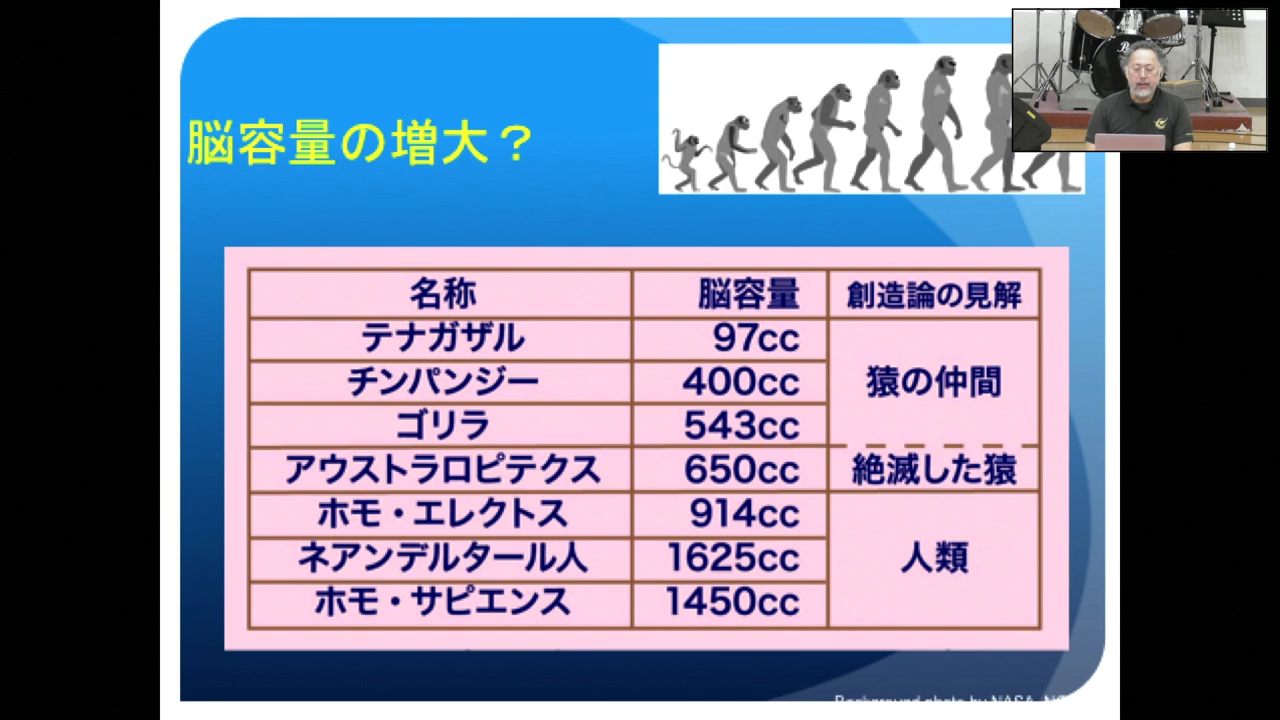 脳容量の増大？
名称 脳容量 創造論の見解
テナガザル 97cc
チンパンジー 400cc 猿の仲間
ゴリラ 543cc
アウストラロピテクス 650cc 絶滅した猿
ホモ・エレクトス 914cc
ネアンデルタール人 1625cc 人類
ホモ・サピエンス 1450cc
Background photo by NASA,